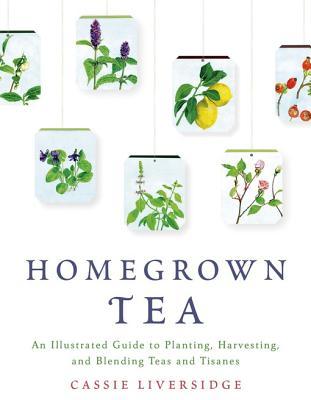 HOMEGROWN
TEA
An Illustrated Guide to Planting, Harvesting,
and Blending Teas and Tisanes
CASSIE LIVERSIDGE